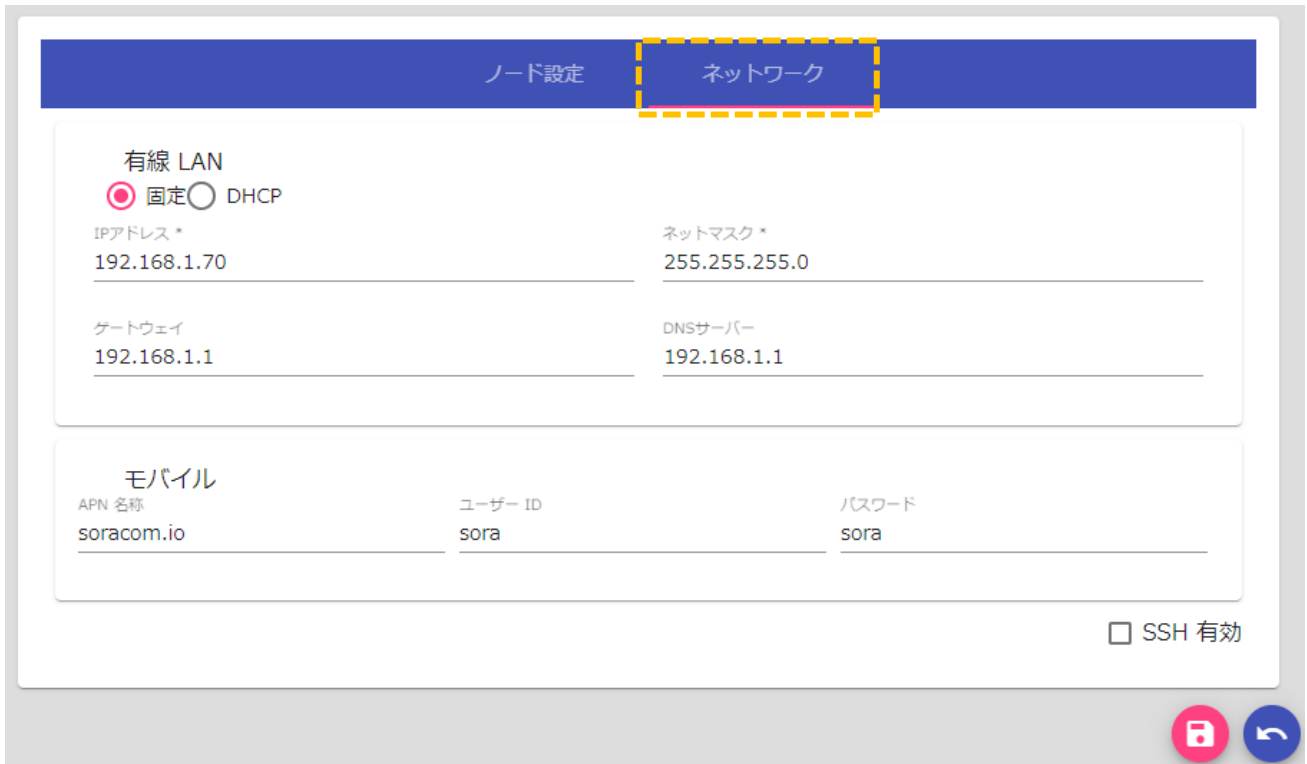 ノード設定 ネットワーク
有線 LAN
固定 DHCP
IPアドレス * ネットマスク *
192.168.1.70 255.255.255.0
ゲートウェイ DNSサーバー
192.168.1.1 192.168.1.1
モバイル
APN 名称 ユーザー ID パスワード
soracom.io sora sora
SSH 有効